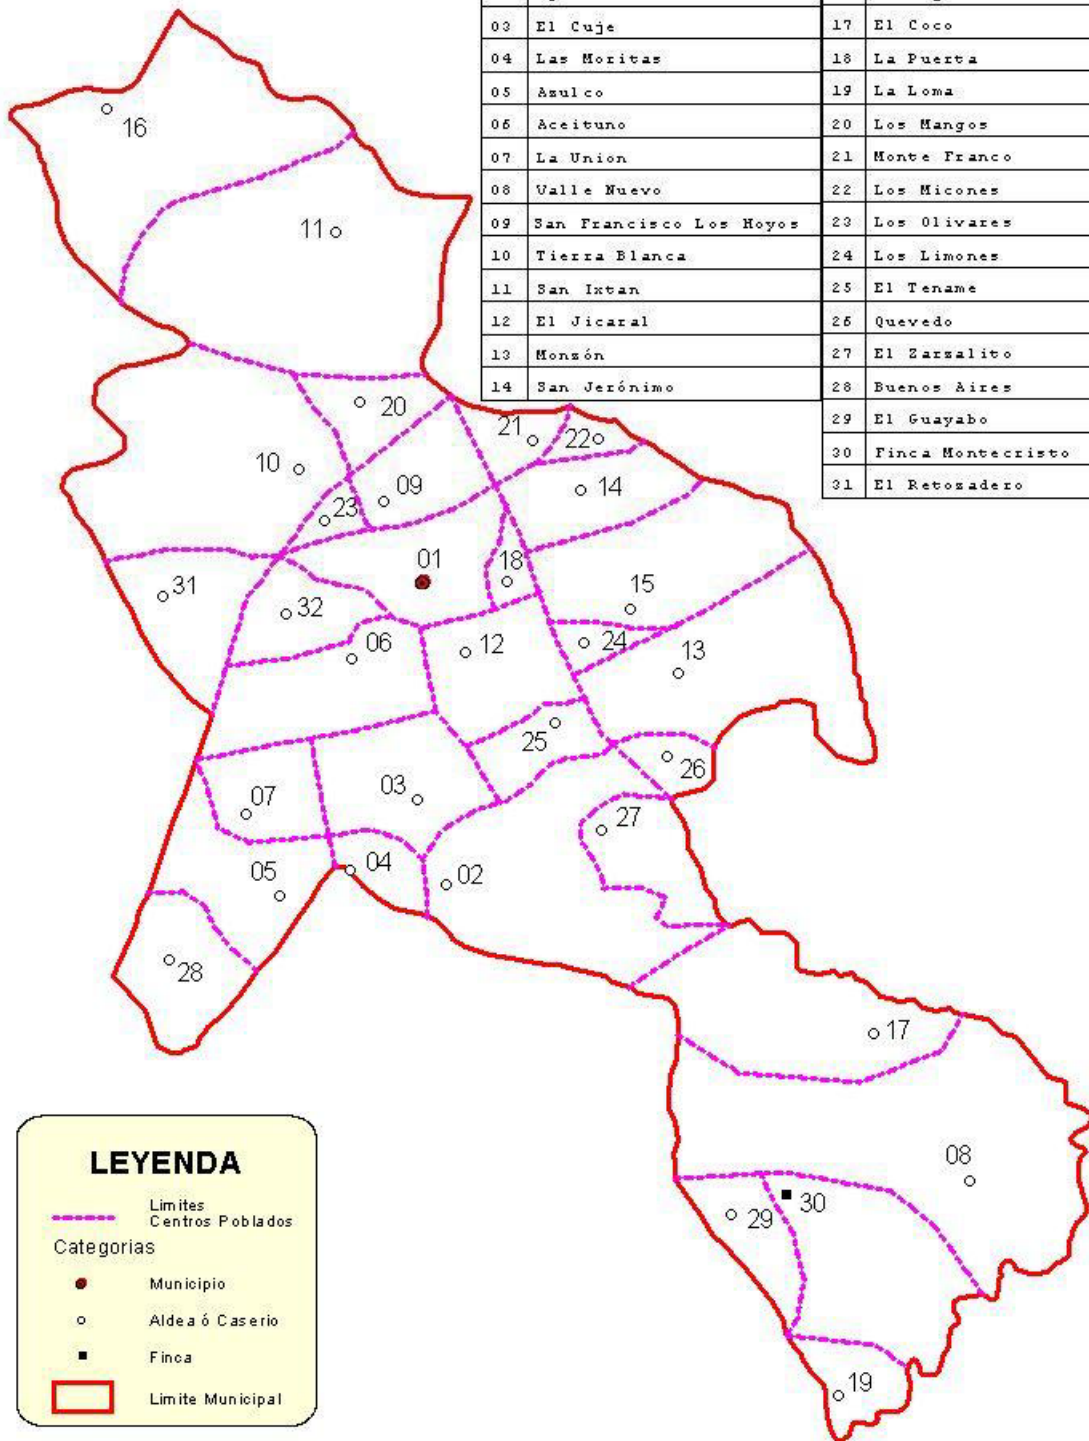 03 El Cuje
04 Las Moritas
05 Azulco
06 Aceituno
07 La Union
08 Valle Nuevo
09 San Francisco Los Hoyos
10 Tierra Blanca
11 San Ixtan
12 El Jicaral
13 Monzón
14 San Jerónimo
17 El Coco
18 La Puerta
19 La Loma
20 Los Mangos
21 Monte Franco
22 Los Micones
23 Los Olivares
24 Los Limones
25 El Tename
26 Quevedo
27 El Zarzalito
28 Buenos Aires
29 El Guayabo
30 Finca Montecristo
31 El Retozadero
16
11
20
21
22
10
09
14
23
01
18
31
32
15
06
12
24
13
25
26
03
07
27
04
05
02
28
17
08
30
29
19
LEYENDA
Limites
Centros Poblados
Categorias
Municipio
Aldea ó Caserio
Finca
Limite Municipal